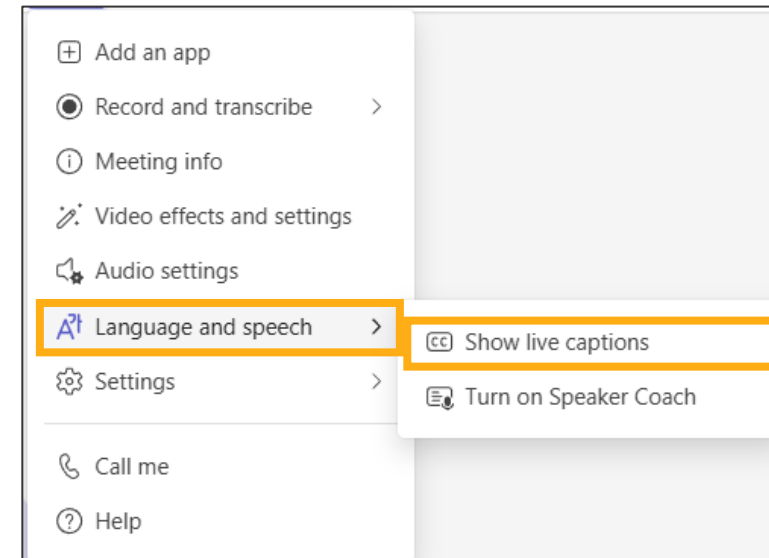 Add an app
Record and transcribe
Meeting info
Video effects and settings
Audio settings
Language and speech
CC Show live captions
Settings
Turn on Speaker Coach
Call me
Help